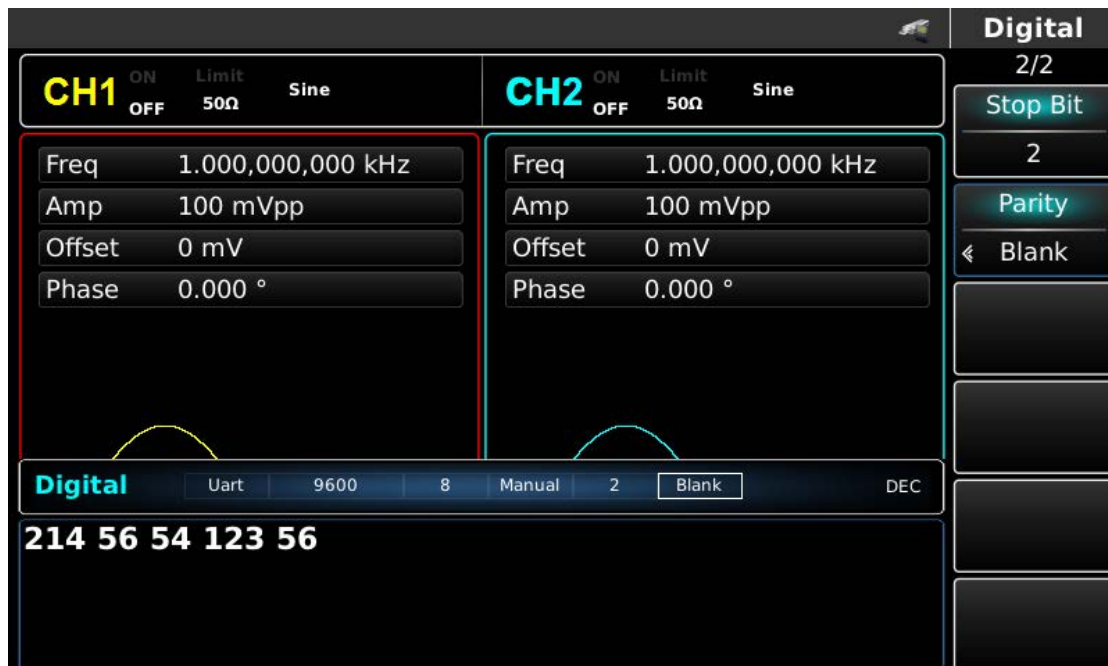 Digital
2/2
CH1 ON OFF Limit 50Ω Sine
CH2 ON OFF Limit 50Ω Sine
Stop Bit
2
Freq 1.000,000,000 kHz
Amp 100 mVpp
Offset 0 mV
Phase 0.000 °
Freq 1.000,000,000 kHz
Amp 100 mVpp
Offset 0 mV
Phase 0.000 °
Parity
Blank
Digital Uart 9600 8 Manual 2 Blank DEC
214 56 54 123 56